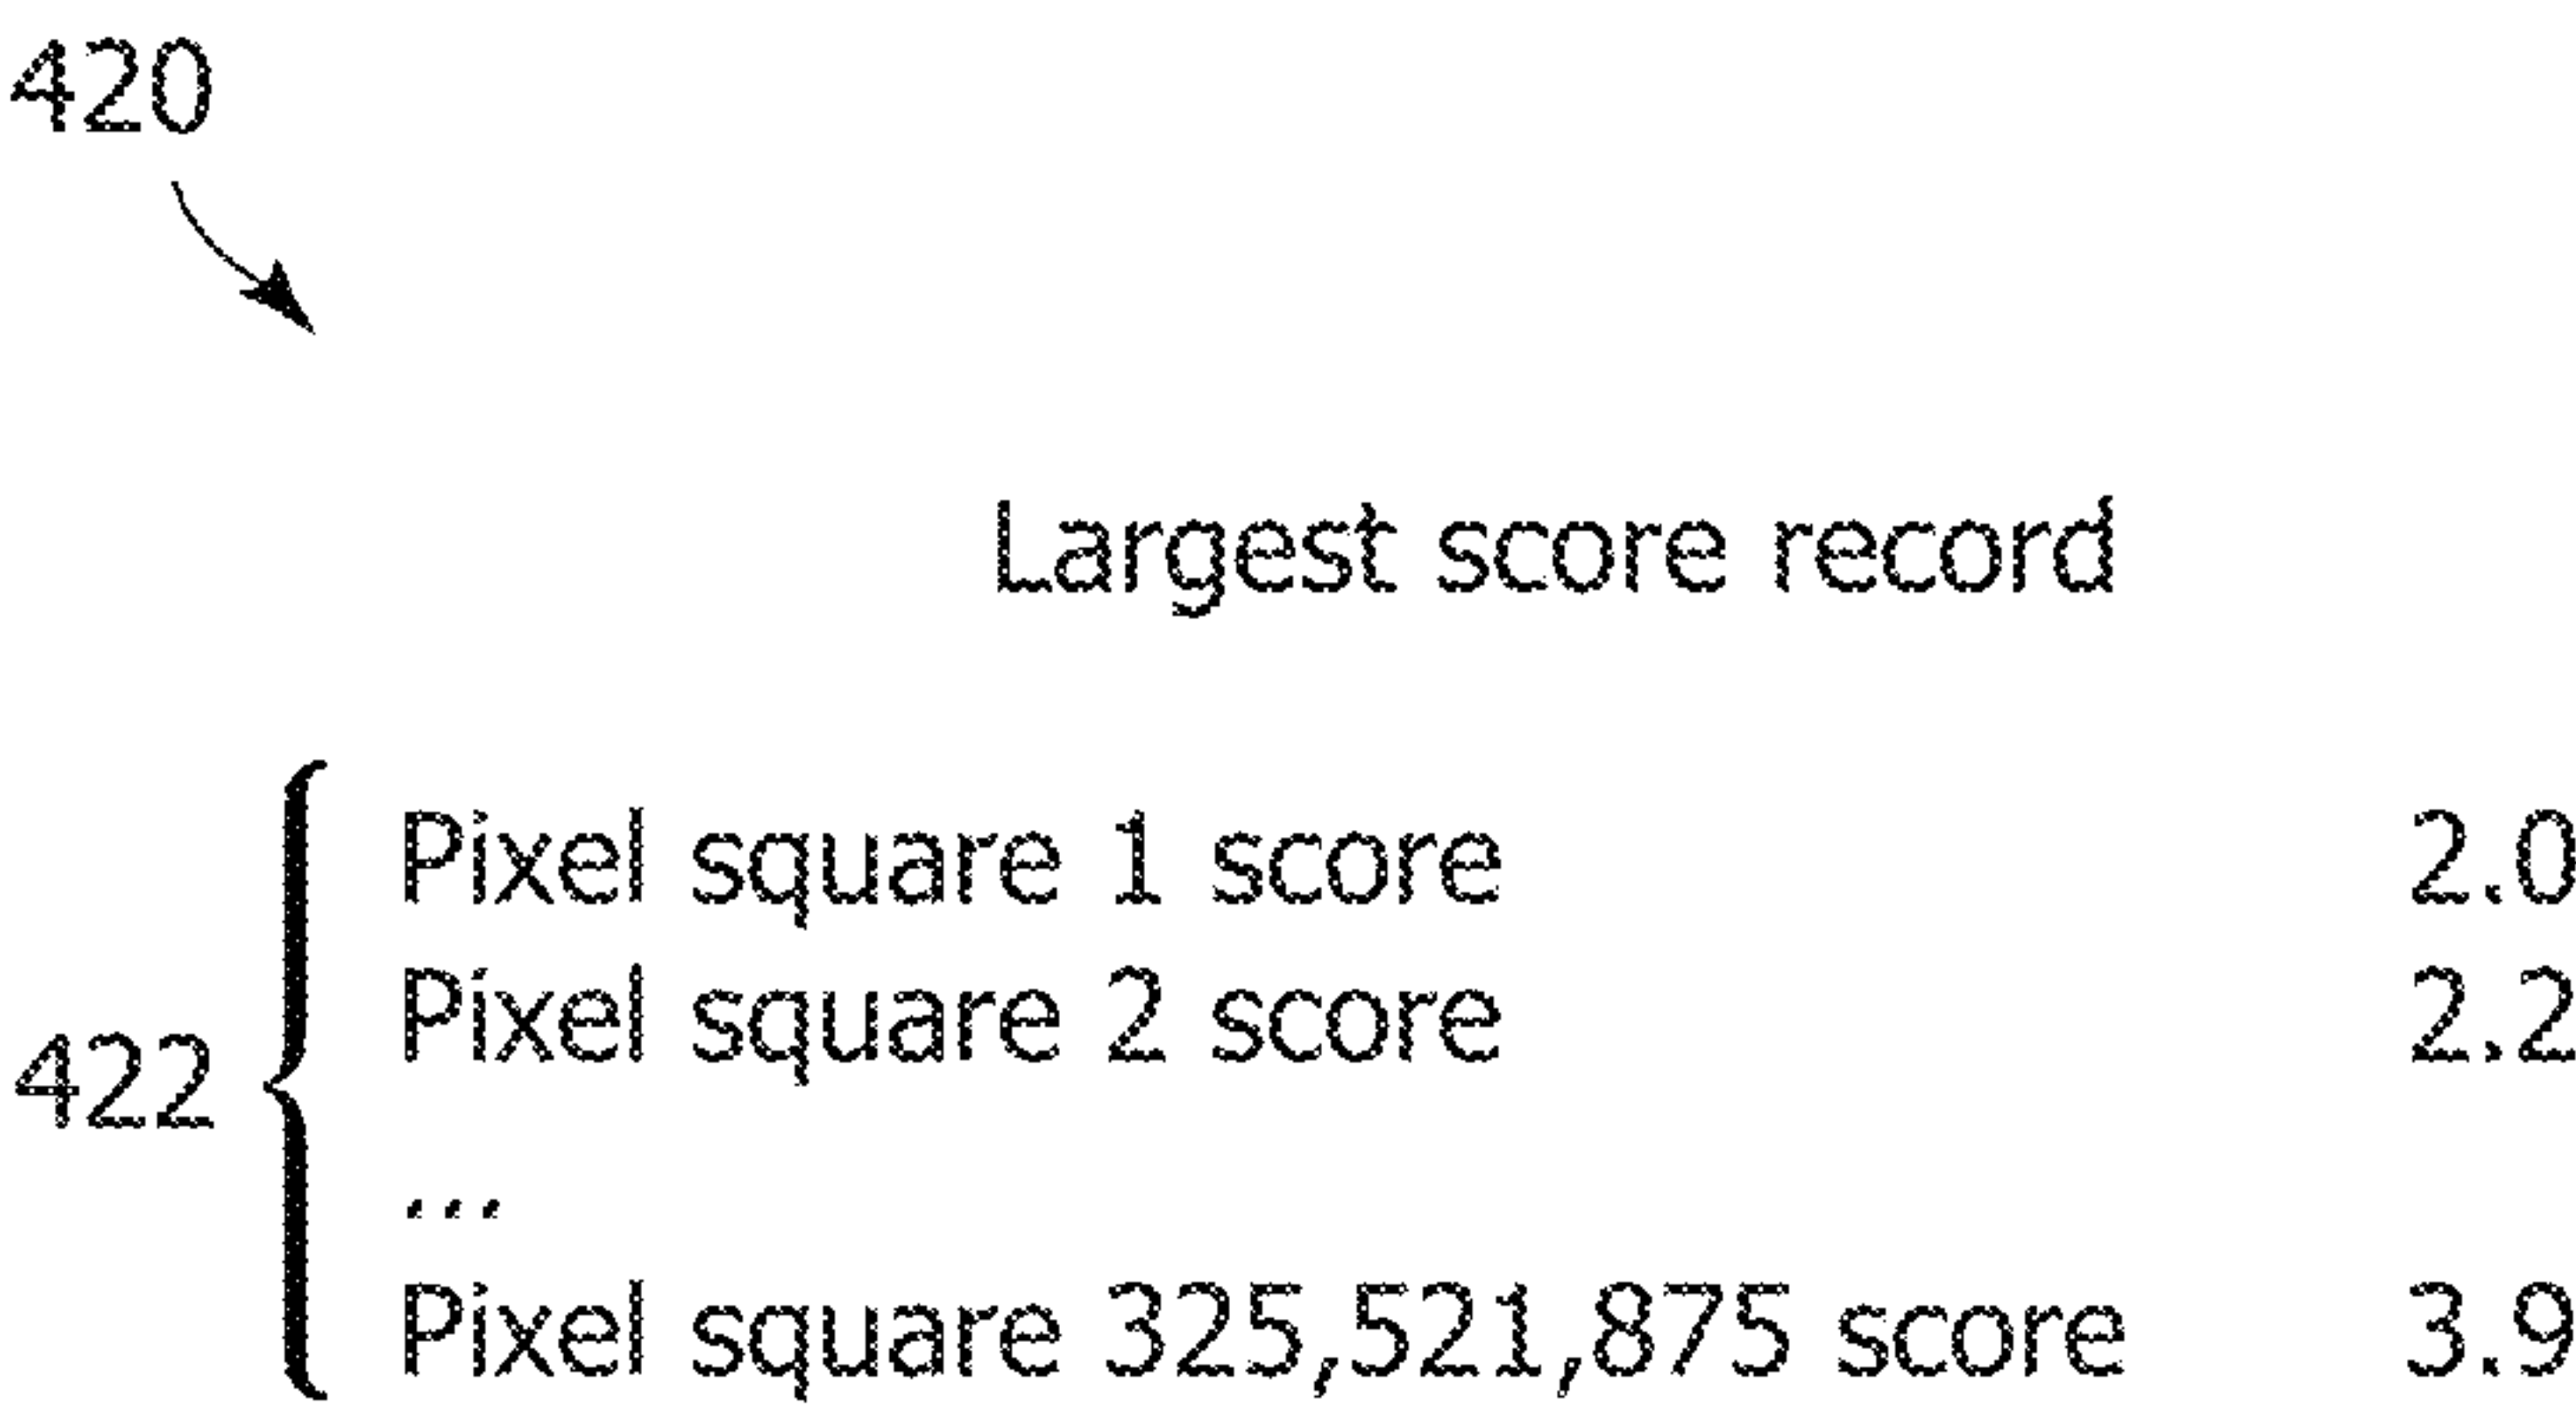 420
Largest score record
Pixel square 1 score 2.0
Pixel square 2 score 2.2
422
...
Pixel square 325,521,875 score 3.9